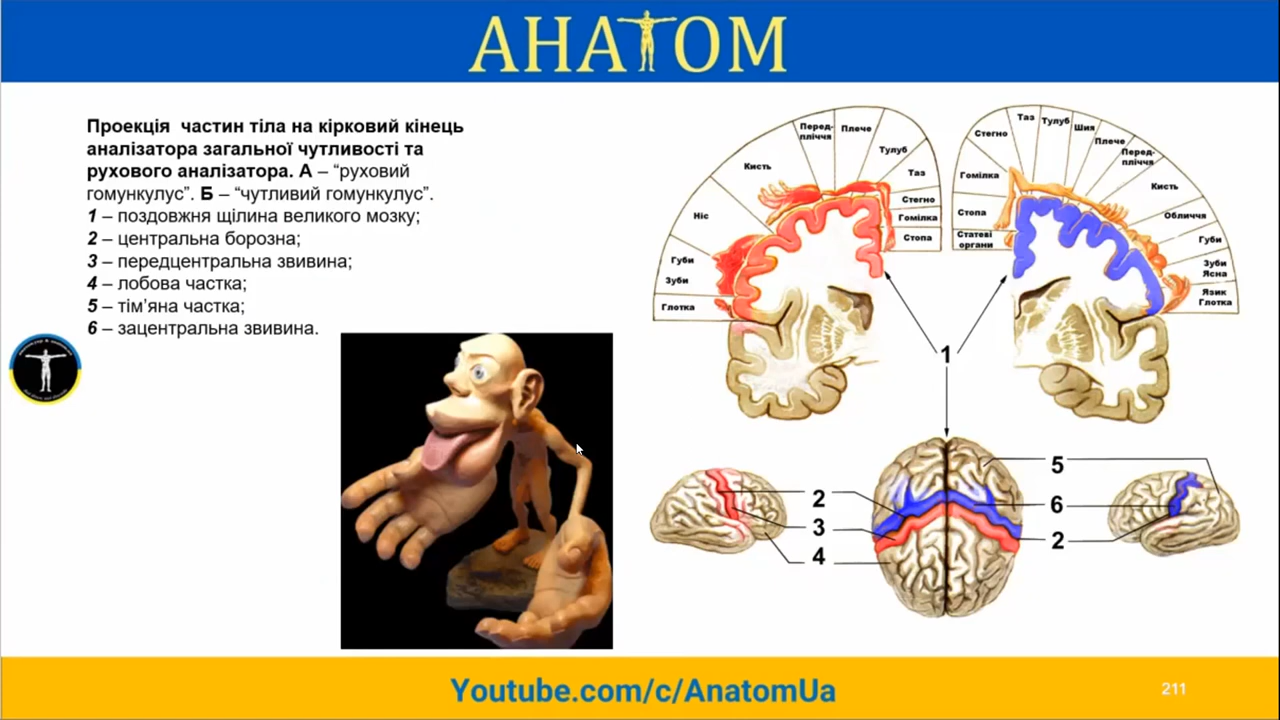 АНАТОМ
Проекція частин тіла на кірковий кінець
аналізатора загальної чутливості та
рухового аналізатора. А – “руховий
гомункулус”. Б – “чутливий гомункулус”.
1 – поздовжня щілина великого мозку;
2 – центральна борозна;
3 – передцентральна звивина;
4 – лобова частка;
5 – тім’яна частка;
6 – зацентральна звивина.
Глотка
Зуби
Губи
Ніс
Кисть
Перед-
пліччя
Плече
Тулуб
Таз
Стегно
Гомілка
Стопа
Статеві
органи
Стопа
Гомілка
Стегно
Таз
Тулуб
Шия
Плече
Перед-
пліччя
Кисть
Обличчя
Губи
Зуби
Ясна
Язик
Глотка
1
2
3
4
5
6
2
Youtube.com/c/AnatomUa
211